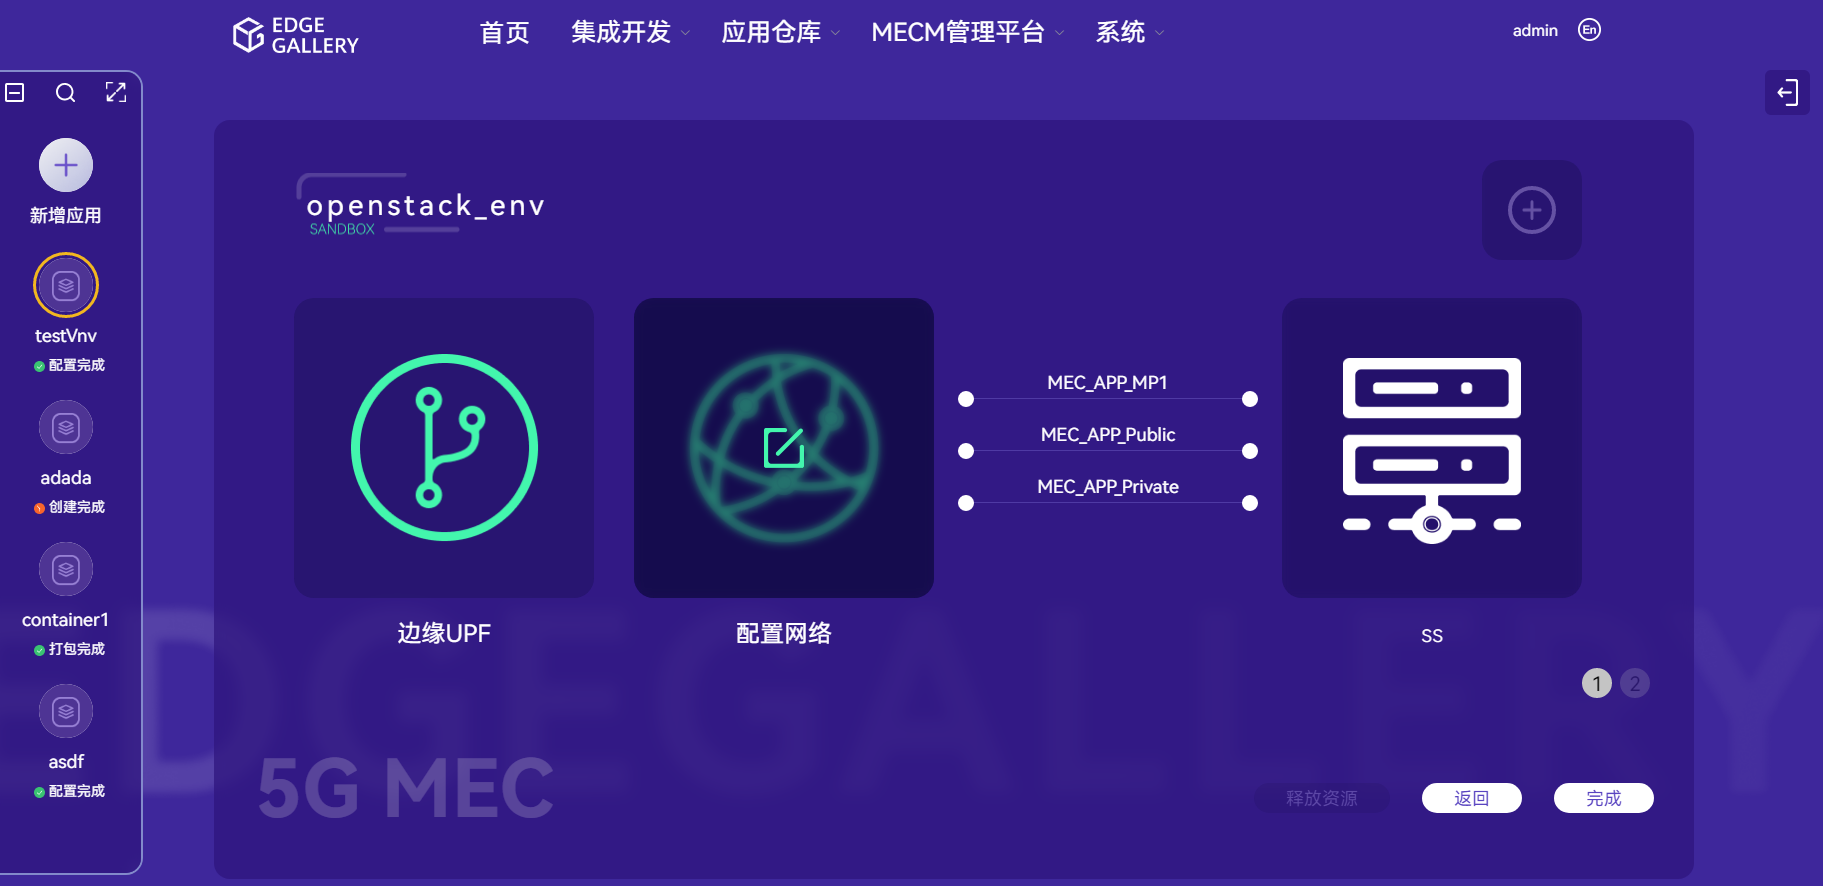 EDGE
GALLERY
首页
集成开发
应用仓库
MECM管理平台
系统
admin
En
新增应用
testVnv
配置完成
adada
创建完成
container1
打包完成
asdf
配置完成
openstack_env
SANDBOX
MEC_APP_MP1
MEC_APP_Public
MEC_APP_Private
边缘UPF
配置网络
ss
1 2
EDGEGALLERY
5G MEC
释放资源
返回
完成